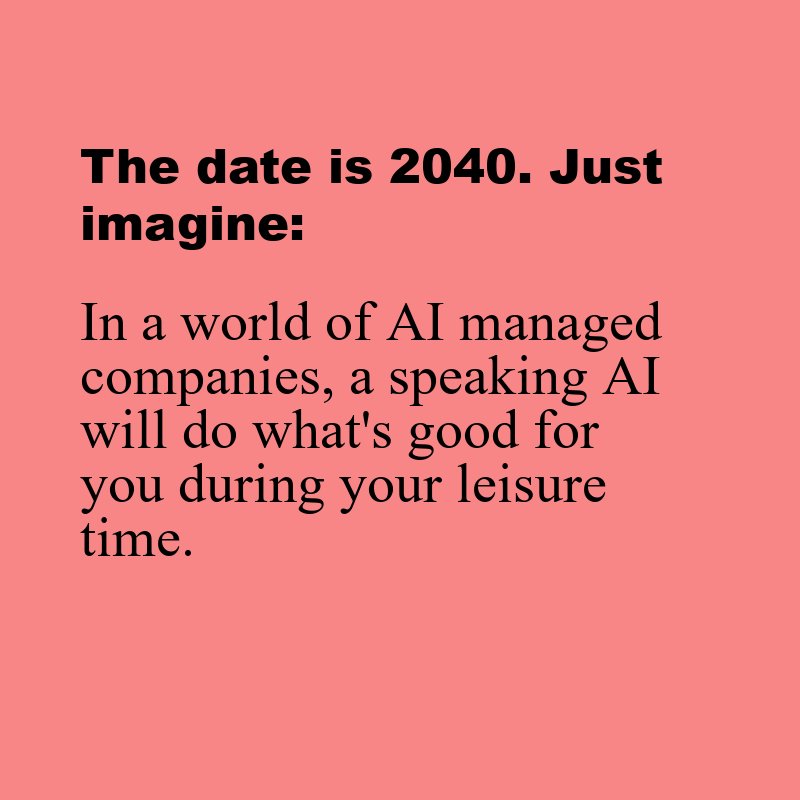 The date is 2040. Just
imagine:
In a world of AI managed
companies, a speaking AI
will do what's good for
you during your leisure
time.